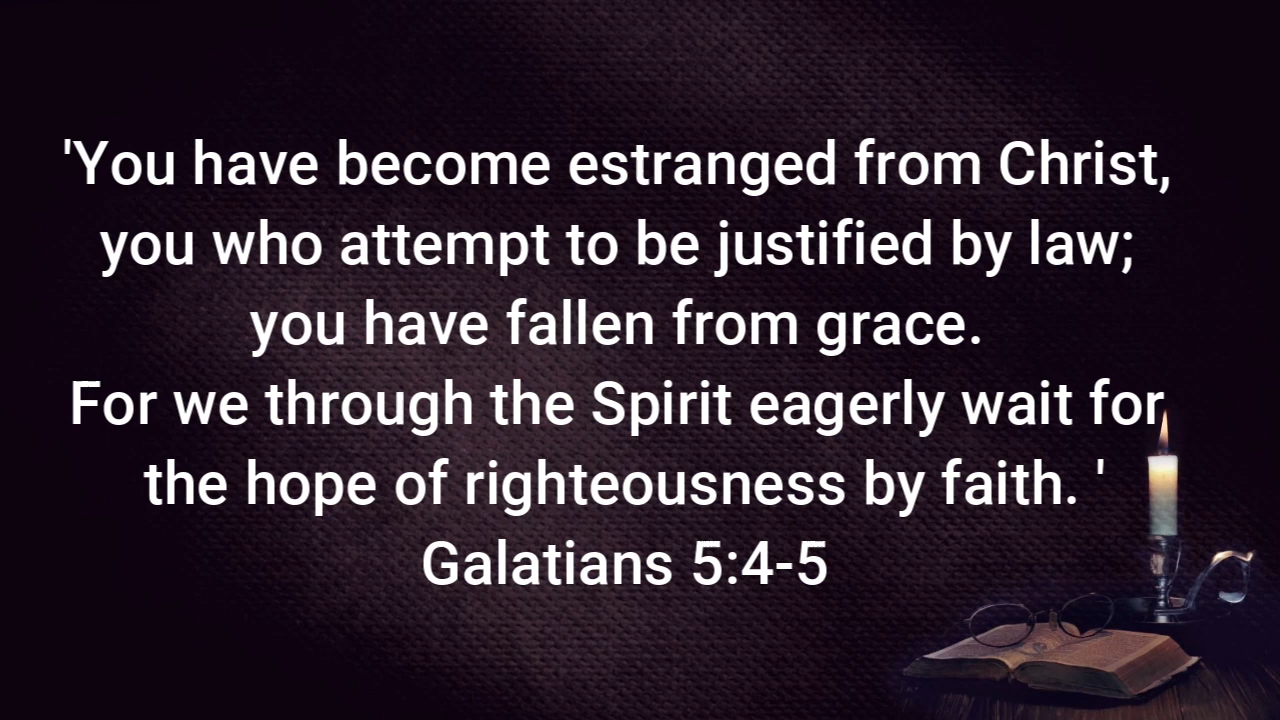 'You have become estranged from Christ,
you who attempt to be justified by law;
you have fallen from grace.
For we through the Spirit eagerly wait for
the hope of righteousness by faith. '
Galatians 5:4-5